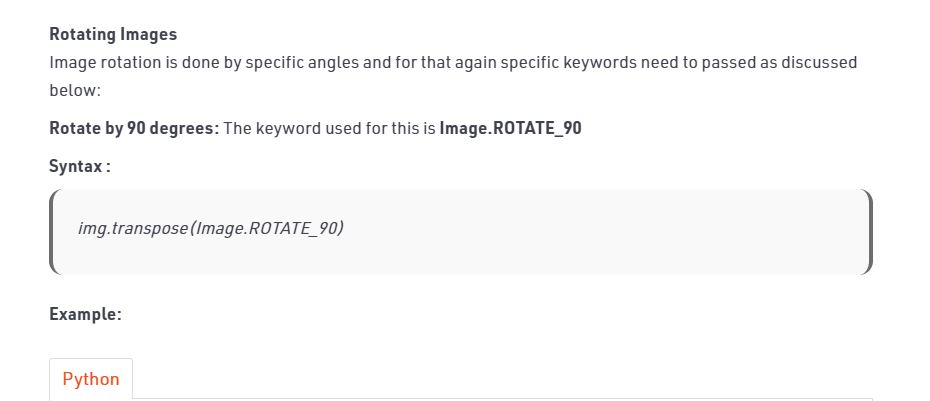 Rotating Images
Image rotation is done by specific angles and for that again specific keywords need to passed as discussed
below:
Rotate by 90 degrees: The keyword used for this is Image.ROTATE_90
Syntax :
img.transpose(Image.ROTATE_90)
Example:
Python